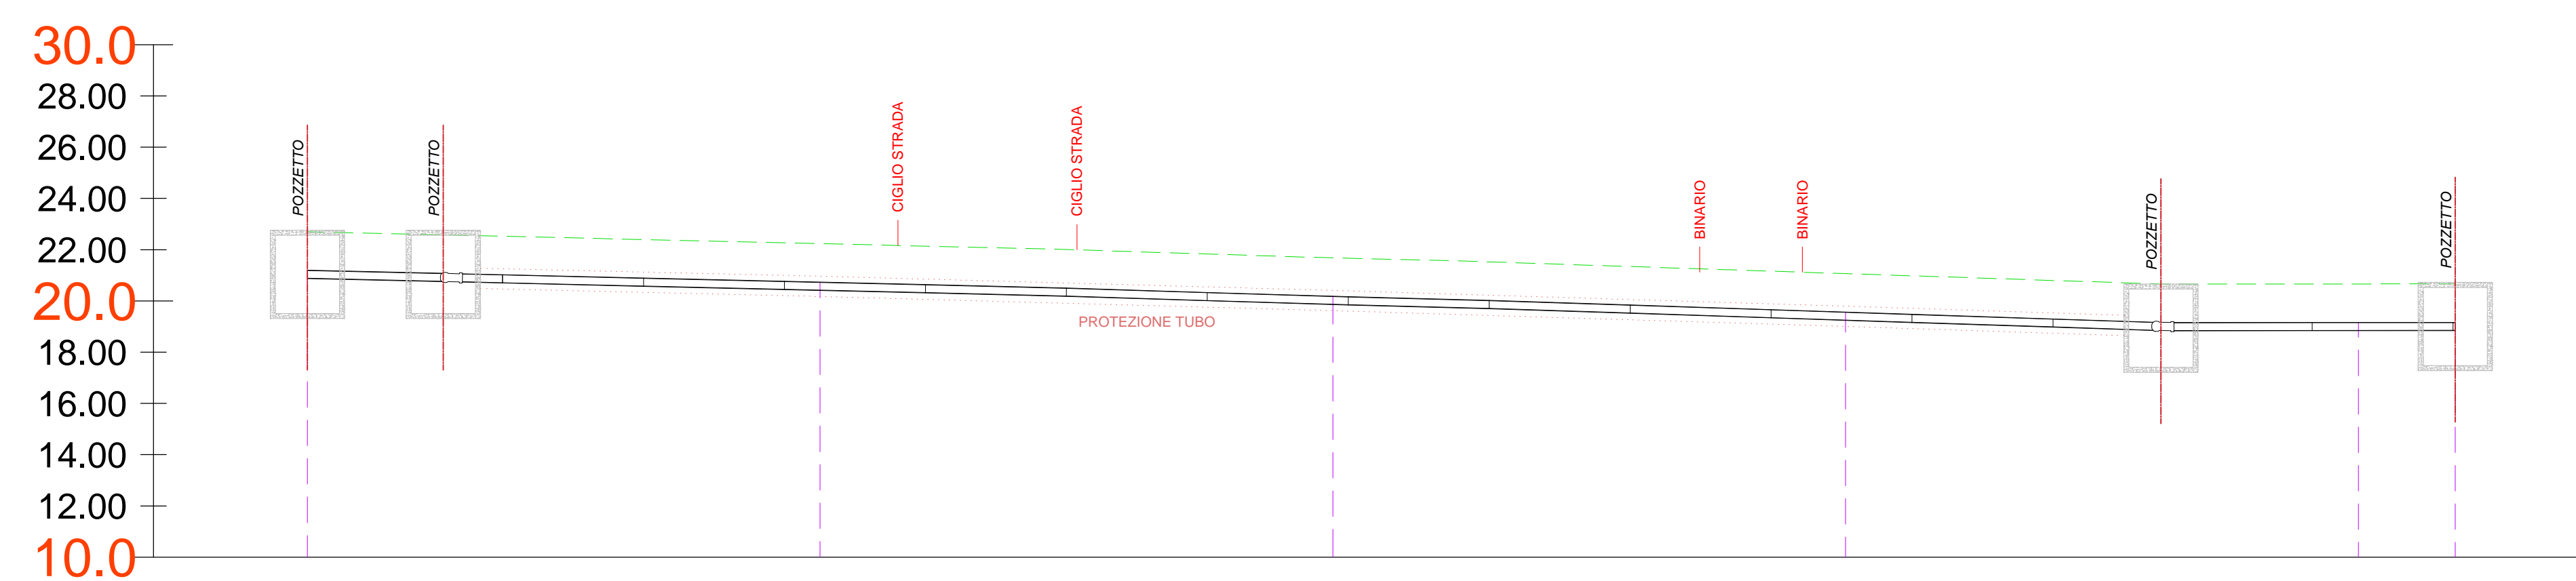 30.0
28.00
26.00
24.00
22.00
20.0
18.00
16.00
14.00
12.00
10.0
POZZETTO
POZZETTO
CIGLIO STRADA
CIGLIO STRADA
BINARIO
BINARIO
POZZETTO
POZZETTO
PROTEZIONE TUBO